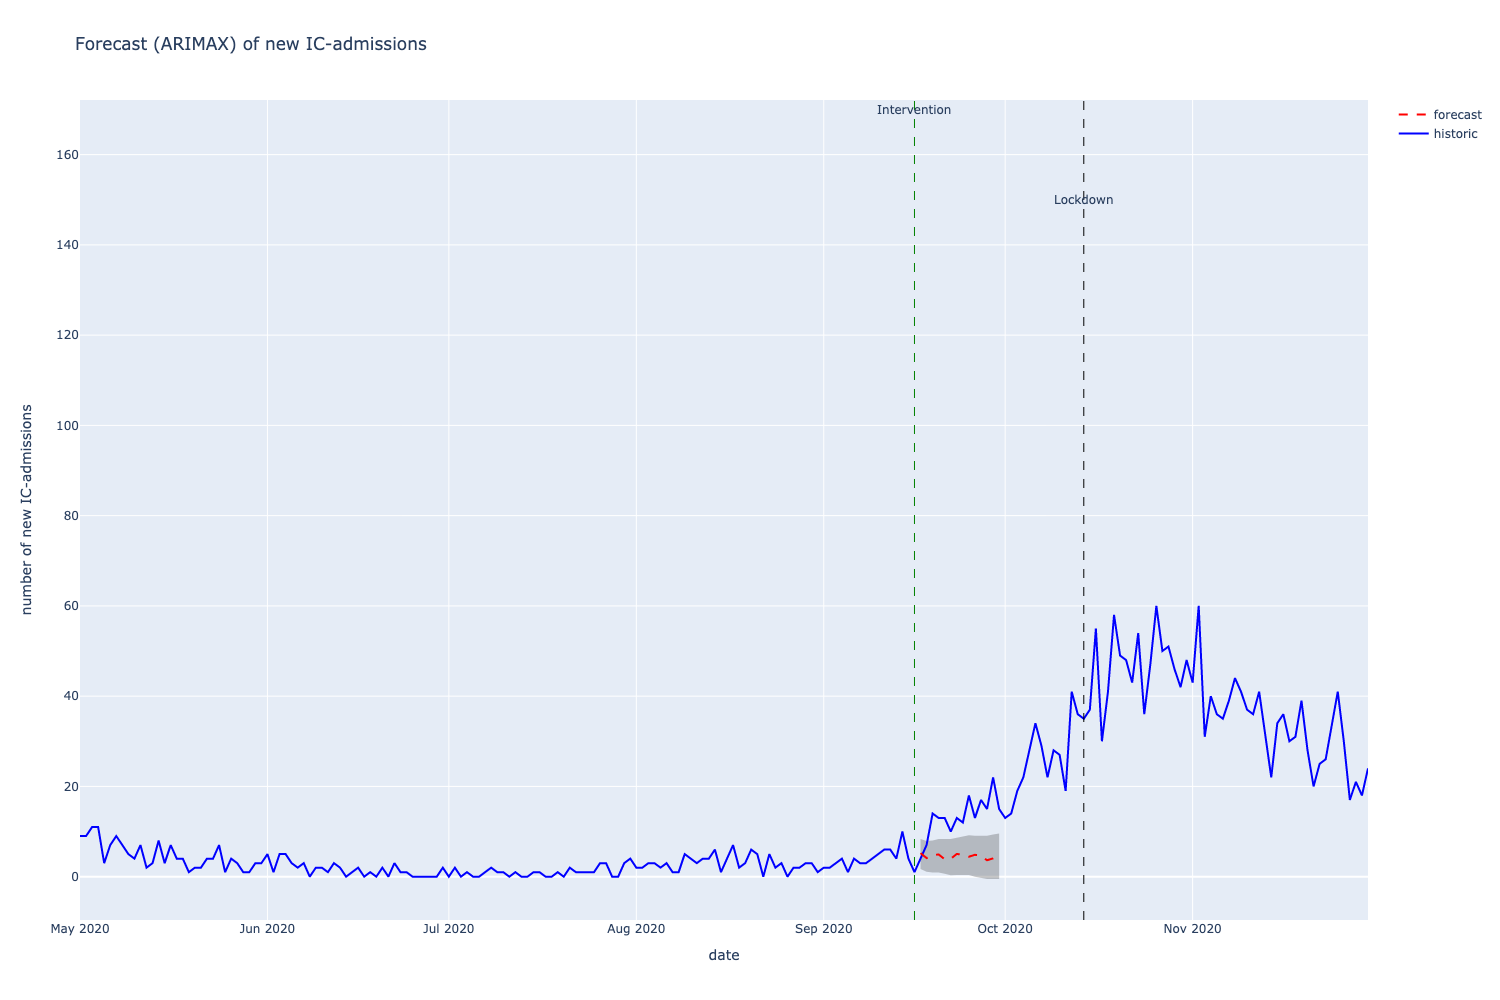 Forecast (ARIMAX) of new IC-admissions
Intervention
Lockdown
forecast
historic
number of new IC-admissions
160
140
120
100
80
60
40
20
0
May 2020
Jun 2020
Jul 2020
Aug 2020
Sep 2020
Oct 2020
Nov 2020
date